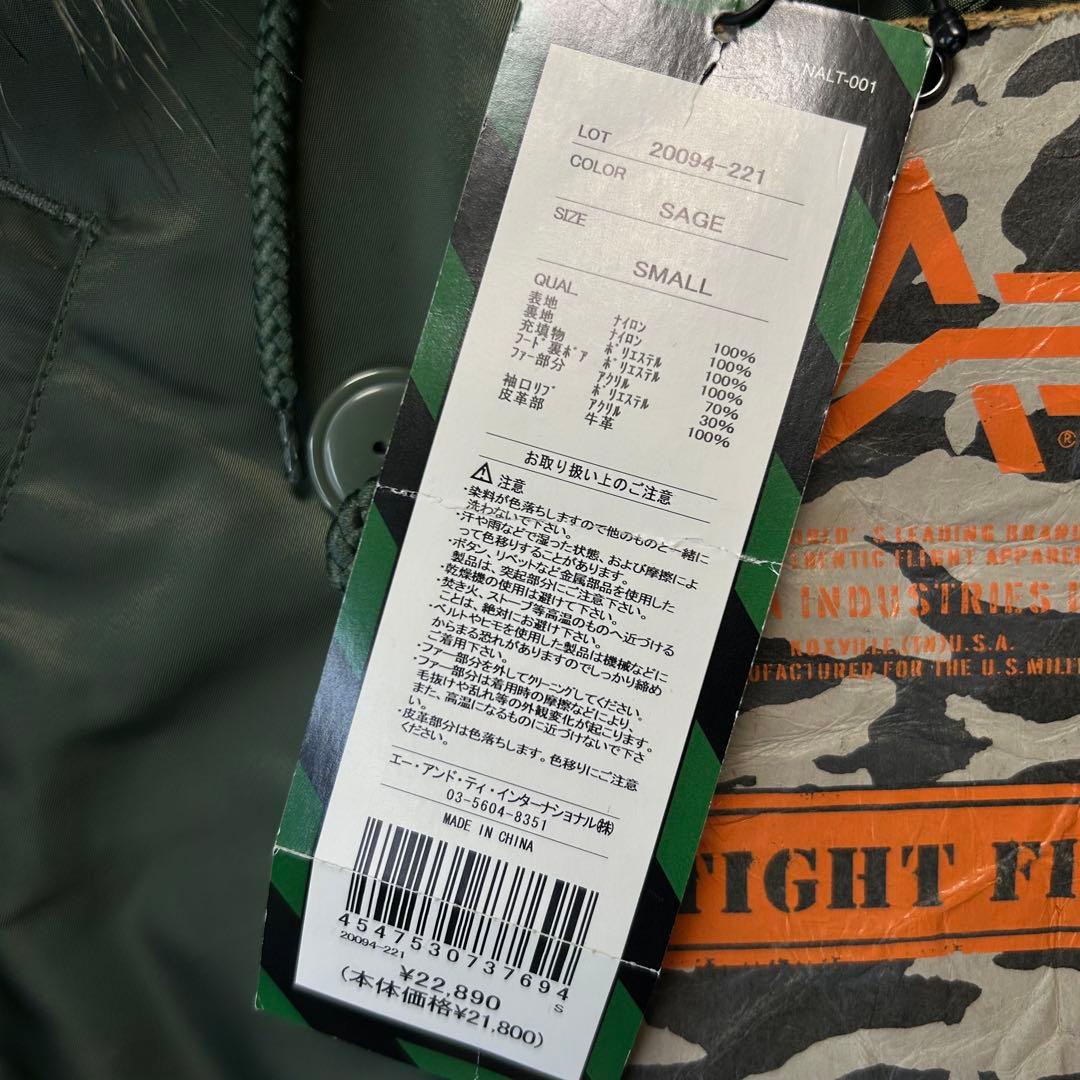 NALT-001
LOT 20094-221
COLOR
SAGE
SIZE
SMALL
QUAL
表地 ナイロン 100%
裏地 ナイロン 100%
充填物 ポリエステル 100%
フード裏ボア ポリエステル 100%
ファー部分 アクリル 70%
ポリエステル 30%
袖口リブ アクリル 100%
皮革部 牛革
お取り扱い上のご注意
⚠注意
・染料が色落ちしますので他のものと一緒に
洗わないで下さい。
・汗や雨などで湿った状態、および摩擦によ
って色移りすることがあります。
・ボタン、リベットなど金属部品を使用した
製品は、突起部分にご注意下さい。
・乾燥機の使用は避けて下さい。
・焚き火、ストーブ等高温のものへ近づける
ことは、絶対にお避け下さい。
・ベルトやヒモを使用した製品は機械などに
からまる恐れがありますのでしっかり締め
ご着用下さい。
・ファー部分を外してクリーニングしてください。
・ファー部分は着用時の摩擦などにより、
毛抜けや乱れ等の外観変化が起こります。
また、高温になるものに近づけないで下さ
い。
・皮革部分は色落ちします。色移りにご注意
ください。
エー・アンド・ティ・インターナショナル㈱
03-5604-8351
MADE IN CHINA
4547530737694
20094-221
S
¥22,890
(本体価格¥21,800)
®
'S LEADING BRAND
FLIGHT APPARE
INDUSTRIES
KNOXVILLE (TN) U.S.A.
FOR THE U.S.MILI
TIGHT FI